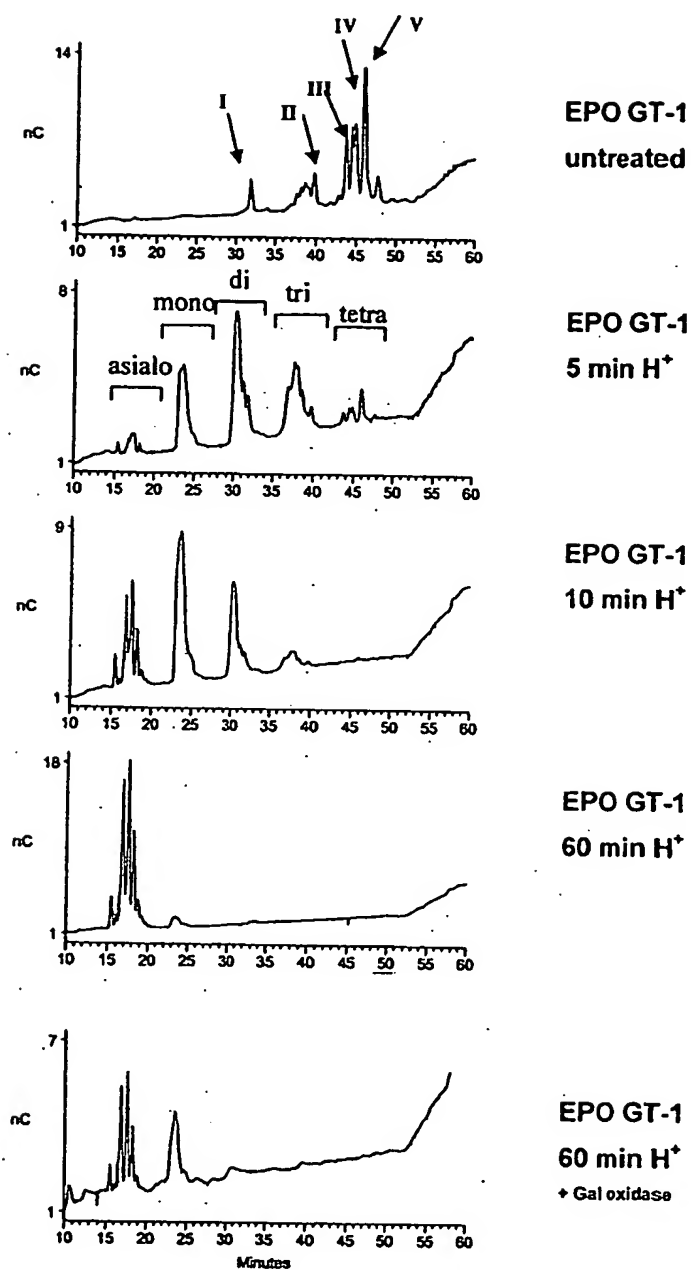 I II III IV V
14
nC
1
10 15 20 25 30 35 40 45 50 55 60
EPO GT-1
untreated
asialo mono di tri tetra
8
nC
1
10 15 20 25 30 35 40 45 50 55 60
EPO GT-1
5 min H⁺
9
nC
1
10 15 20 25 30 35 40 45 50 55 60
EPO GT-1
10 min H⁺
18
nC
1
10 15 20 25 30 35 40 45 50 55 60
EPO GT-1
60 min H⁺
7
nC
1
10 15 20 25 30 35 40 45 50 55 60
Minutes
EPO GT-1
60 min H⁺
+ Gal oxidase